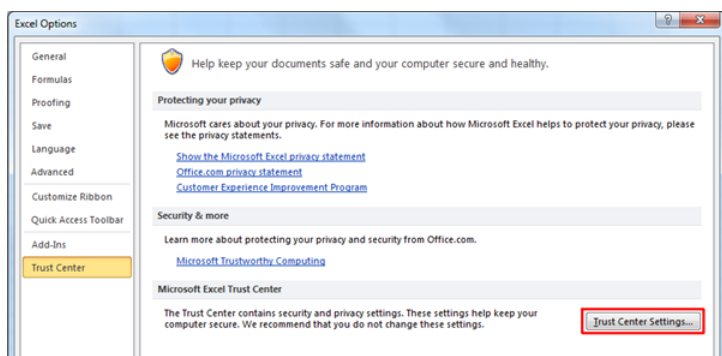 Excel Options
General
Formulas
Proofing
Save
Language
Advanced
Customize Ribbon
Quick Access Toolbar
Add-Ins
Trust Center
Help keep your documents safe and your computer secure and healthy.
Protecting your privacy
Microsoft cares about your privacy. For more information about how Microsoft Excel helps to protect your privacy, please
see the privacy statements.
Show the Microsoft Excel privacy statement
Office.com privacy statement
Customer Experience Improvement Program
Security & more
Learn more about protecting your privacy and security from Office.com.
Microsoft Trustworthy Computing
Microsoft Excel Trust Center
The Trust Center contains security and privacy settings. These settings help keep your
computer secure. We recommend that you do not change these settings.
Trust Center Settings...